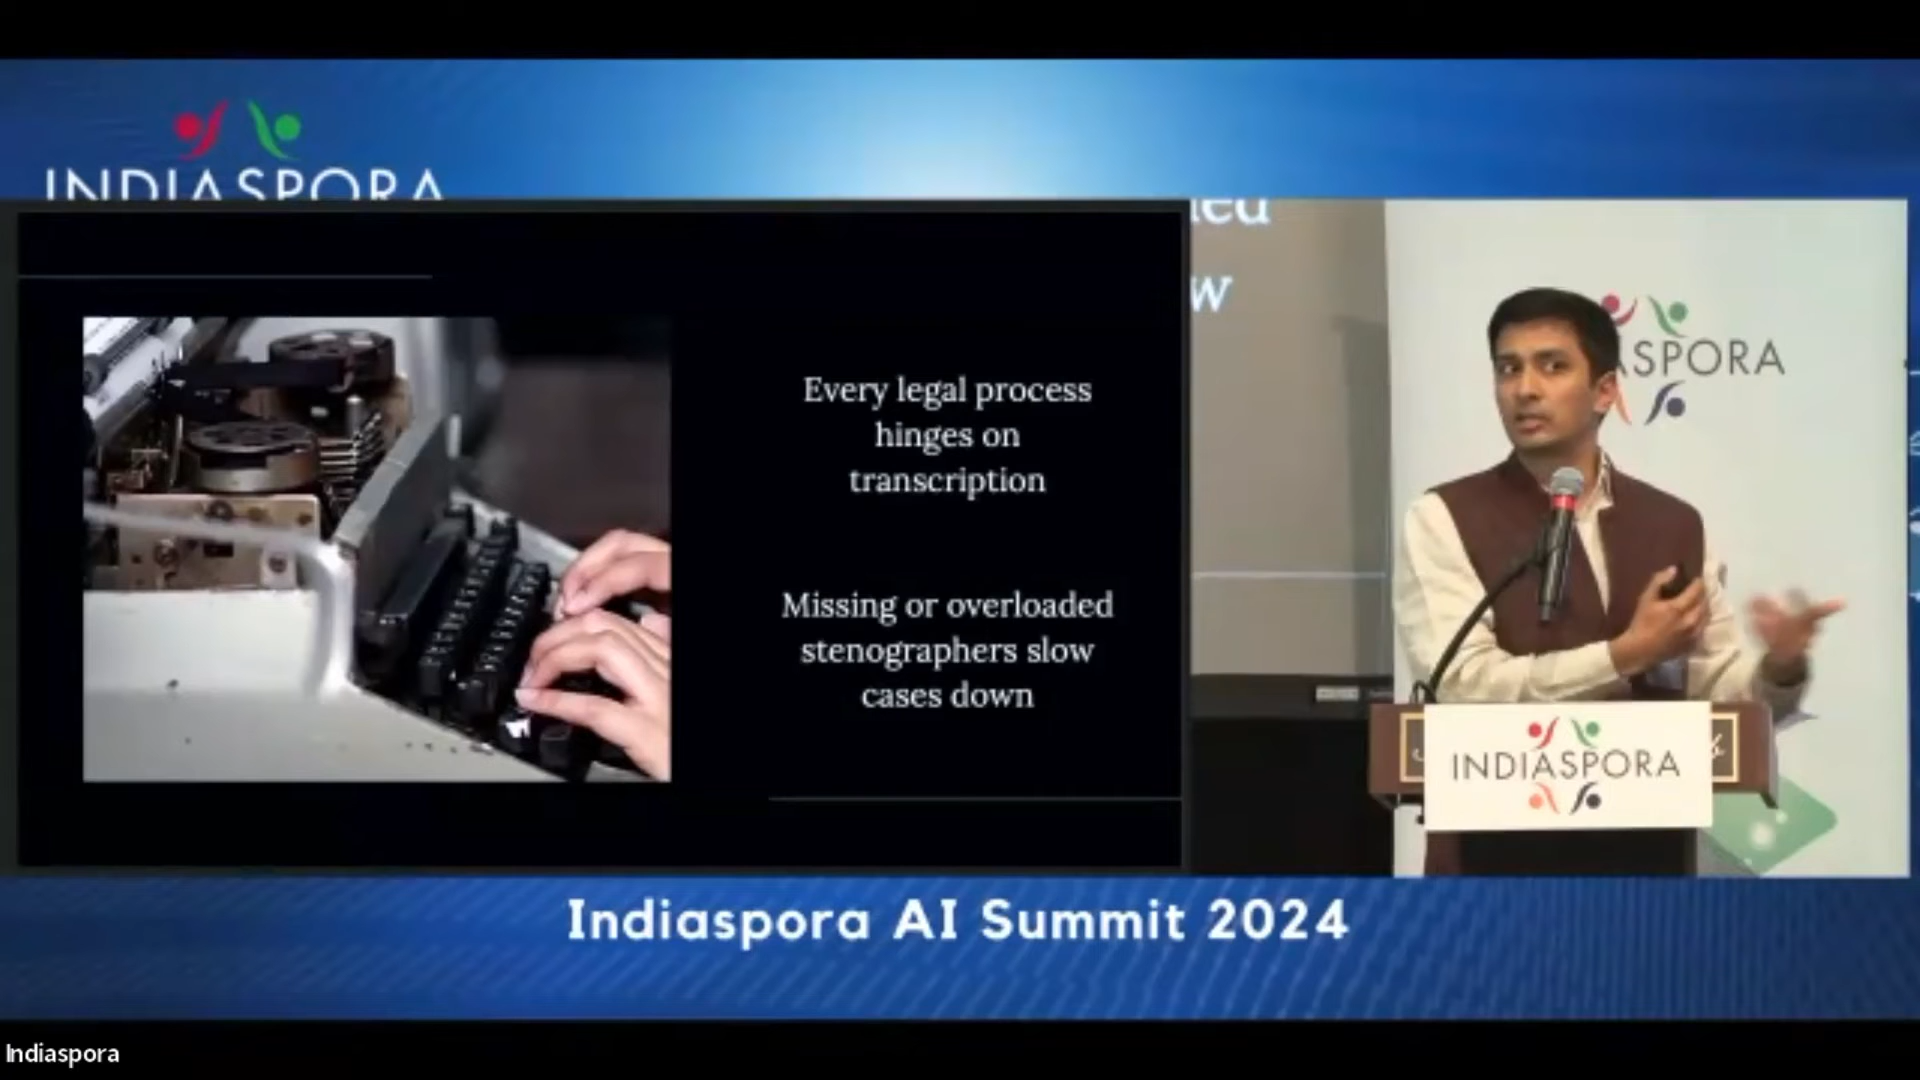 INDIASPORA
Every legal process
hinges on
transcription
Missing or overloaded
stenographers slow
cases down
w
ASPORA
INDIASPORA
Indiaspora AI Summit 2024
Indiaspora